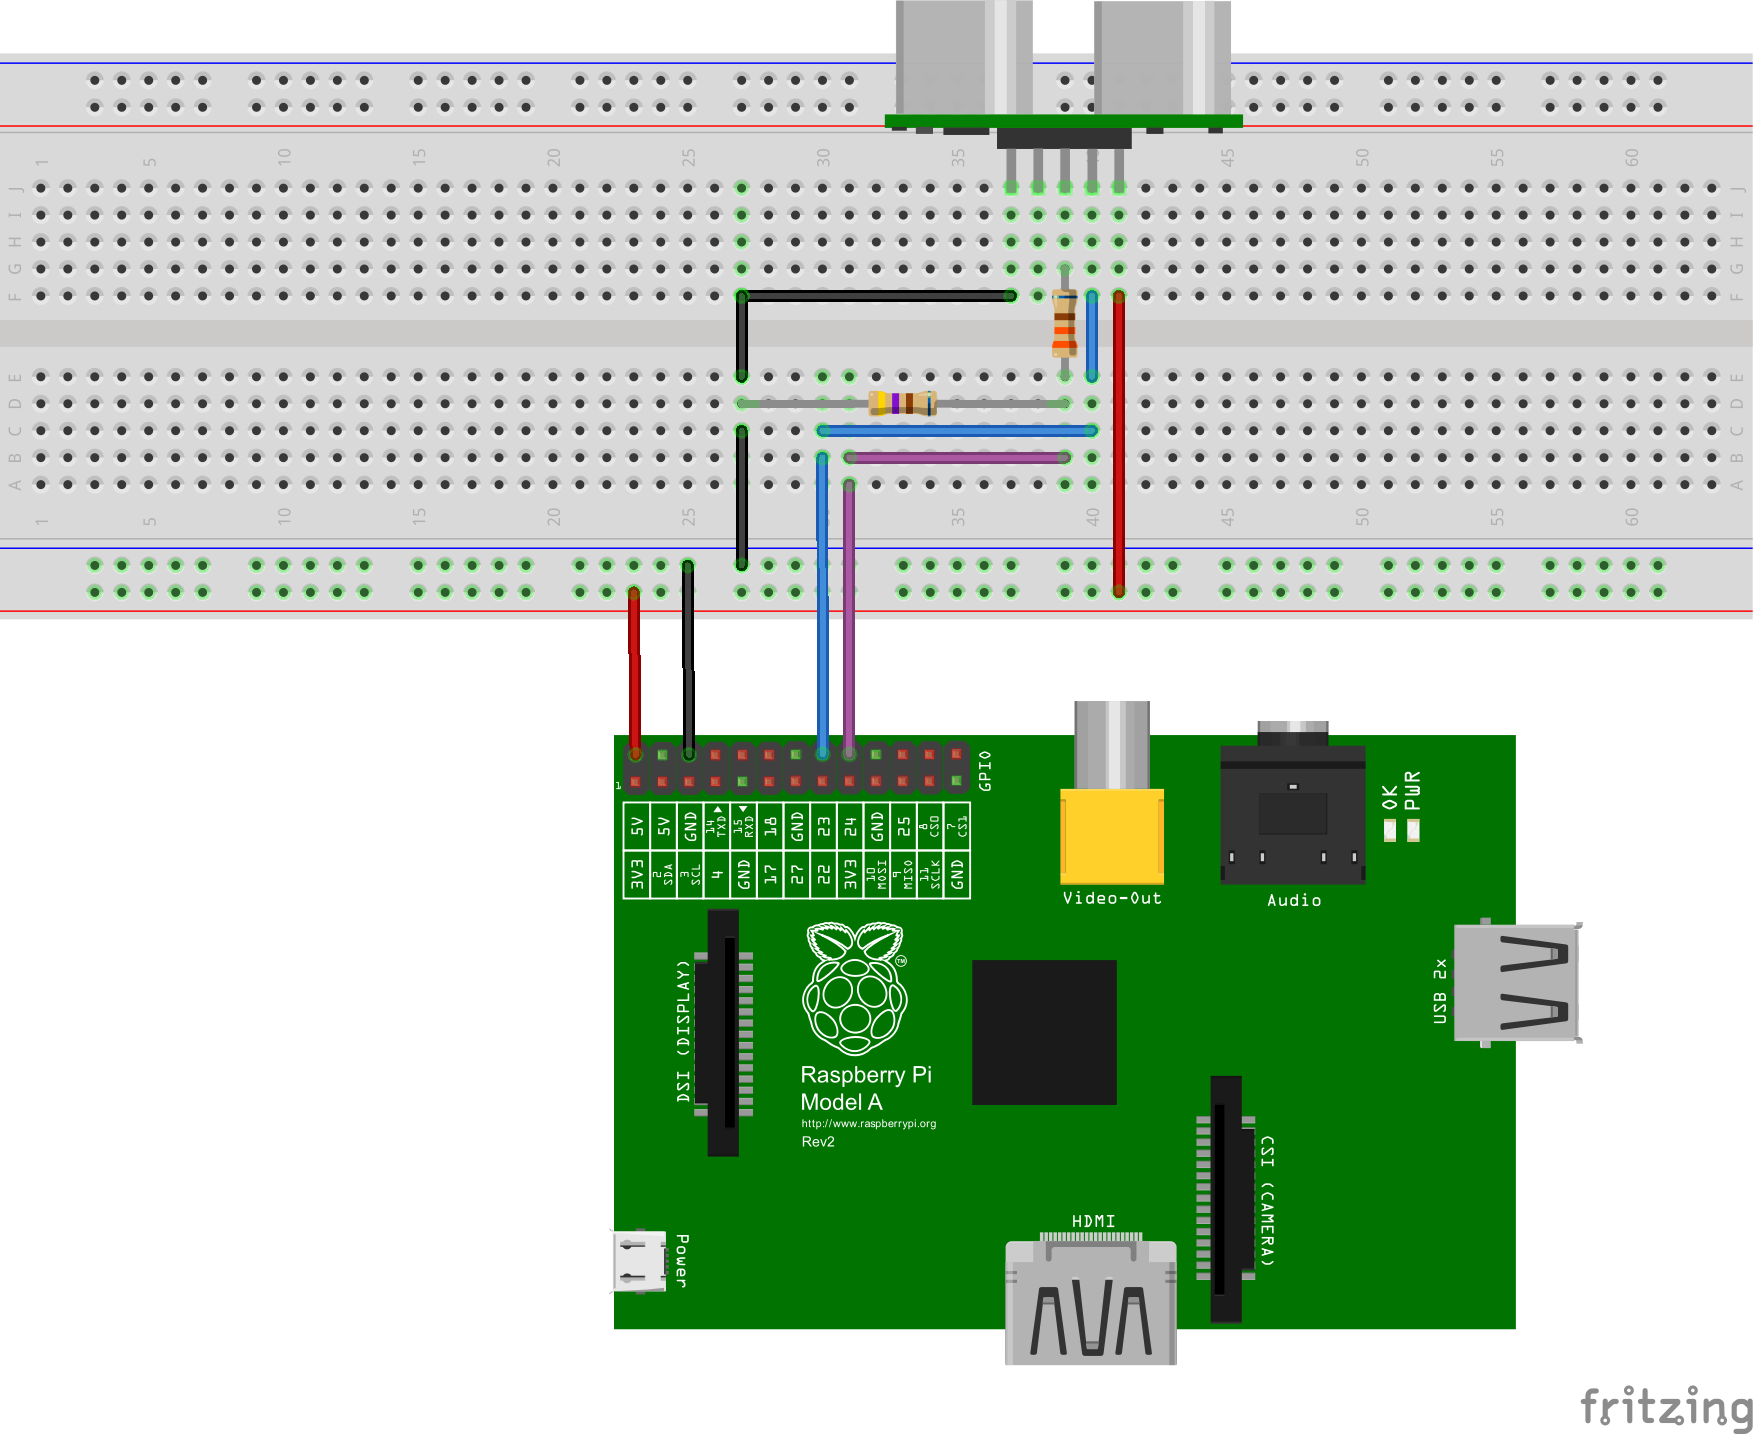 1 5 10 15 20 25 30 35 45 50 55 60
J J
I I
H H
G G
F F
E E
D D
C C
B B
A A
1 5 10 15 20 25 35 40 45 50 55 60
1
GPIO
5V 5V GND 14 TXD 15 RXD 18 GND 23 24 GND 25 8 CS0 7 CS1
3V3 2 SDA 3 SCL 4 GND 17 27 22 3V3 10 MOSI 9 MISO 11 SCLK GND
OK
PWR
Video-Out
Audio
USB 2x
DSI (DISPLAY)
TM
Raspberry Pi
Model A
http://www.raspberrypi.org
Rev2
CSI (CAMERA)
HDMI
Power
fritzing